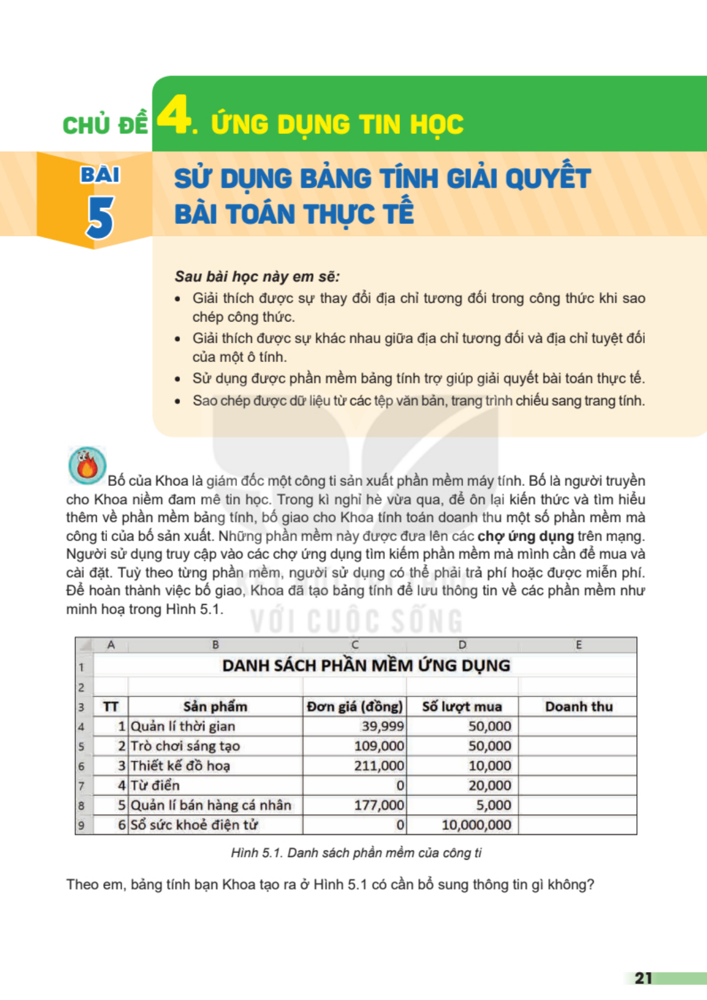 CHỦ ĐỀ 4. ỨNG DỤNG TIN HỌC
BÀI
5
SỬ DỤNG BẢNG TÍNH GIẢI QUYẾT
BÀI TOÁN THỰC TẾ
Sau bài học này em sẽ:
• Giải thích được sự thay đổi địa chỉ tương đối trong công thức khi sao
chép công thức.
• Giải thích được sự khác nhau giữa địa chỉ tương đối và địa chỉ tuyệt đối
của một ô tính.
• Sử dụng được phần mềm bảng tính trợ giúp giải quyết bài toán thực tế.
• Sao chép được dữ liệu từ các tệp văn bản, trang trình chiếu sang trang tính.
Bố của Khoa là giám đốc một công ti sản xuất phần mềm máy tính. Bố là người truyền
cho Khoa niềm đam mê tin học. Trong kì nghỉ hè vừa qua, để ôn lại kiến thức và tìm hiểu
thêm về phần mềm bảng tính, bố giao cho Khoa tính toán doanh thu một số phần mềm mà
công ti của bố sản xuất. Những phần mềm này được đưa lên các chợ ứng dụng trên mạng.
Người sử dụng truy cập vào các chợ ứng dụng tìm kiếm phần mềm mà mình cần để mua và
cài đặt. Tuỳ theo từng phần mềm, người sử dụng có thể phải trả phí hoặc được miễn phí.
Để hoàn thành việc bố giao, Khoa đã tạo bảng tính để lưu thông tin về các phần mềm như
minh hoạ trong Hình 5.1.
KẾT NỐI TRI THỨC
VỚI CUỘC SỐNG
A B C D E
1 DANH SÁCH PHẦN MỀM ỨNG DỤNG
2
3 TT Sản phẩm Đơn giá (đồng) Số lượt mua Doanh thu
4 1 Quản lí thời gian 39,999 50,000
5 2 Trò chơi sáng tạo 109,000 50,000
6 3 Thiết kế đồ hoạ 211,000 10,000
7 4 Từ điển 0 20,000
8 5 Quản lí bán hàng cá nhân 177,000 5,000
9 6 Sổ sức khoẻ điện tử 0 10,000,000
Hình 5.1. Danh sách phần mềm của công ti
Theo em, bảng tính bạn Khoa tạo ra ở Hình 5.1 có cần bổ sung thông tin gì không?
21